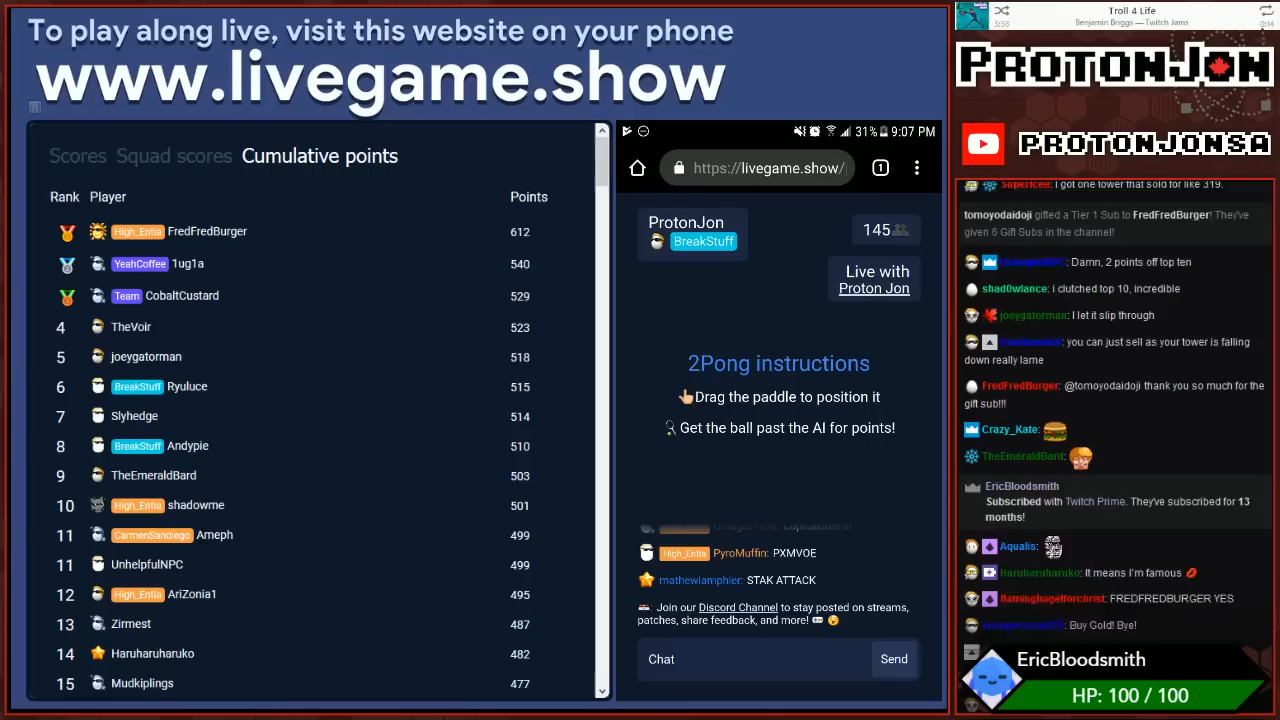 To play along live, visit this website on your phone
www.livegame.show
Scores Squad scores Cumulative points
Rank Player Points
High_Entia FredFredBurger 612
YeahCoffee 1ug1a 540
Team CobaltCustard 529
4 TheVoir 523
5 joeygatorman 518
6 BreakStuff Ryuluce 515
7 Slyhedge 514
8 BreakStuff Andypie 510
9 TheEmeraldBard 503
10 High_Entia shadowme 501
11 CarmenSandiego Ameph 499
11 UnhelpfulNPC 499
12 High_Entia AriZonia1 495
13 Zirmest 487
14 Haruharuharuko 482
15 Mudkiplings 477
31% 9:07 PM
https://livegame.show/
1
ProtonJon
BreakStuff
145
Live with
Proton Jon
2Pong instructions
Drag the paddle to position it
Get the ball past the AI for points!
High_Entia PyroMuffin: PXMVOE
mathewlamphier: STAK ATTACK
Join our Discord Channel to stay posted on streams,
patches, share feedback, and more!
Chat
Send
Troll 4 Life
Benjamin Briggs — Twitch Jams
3:38
0:14
PROTONJON
PROTONJONSA
SuperIcee: I got one tower that sold for like 319.
tomoyodaidoji gifted a Tier 1 Sub to FredFredBurger! They've
given 6 Gift Subs in the channel!
Damn, 2 points off top ten
shad0wlance: i clutched top 10, incredible
joeygatorman: I let it slip through
you can just sell as your tower is falling
down really lame
FredFredBurger: @tomoyodaidoji thank you so much for the
gift sub!!!
Crazy_Kate:
TheEmeraldBard:
EricBloodsmith
Subscribed with Twitch Prime. They've subscribed for 13
months!
Aqualis:
Haruharuharuko: It means I'm famous
flaminghagelforchrist: FREDFREDBURGER YES
Buy Gold! Bye!
EricBloodsmith
HP: 100 / 100